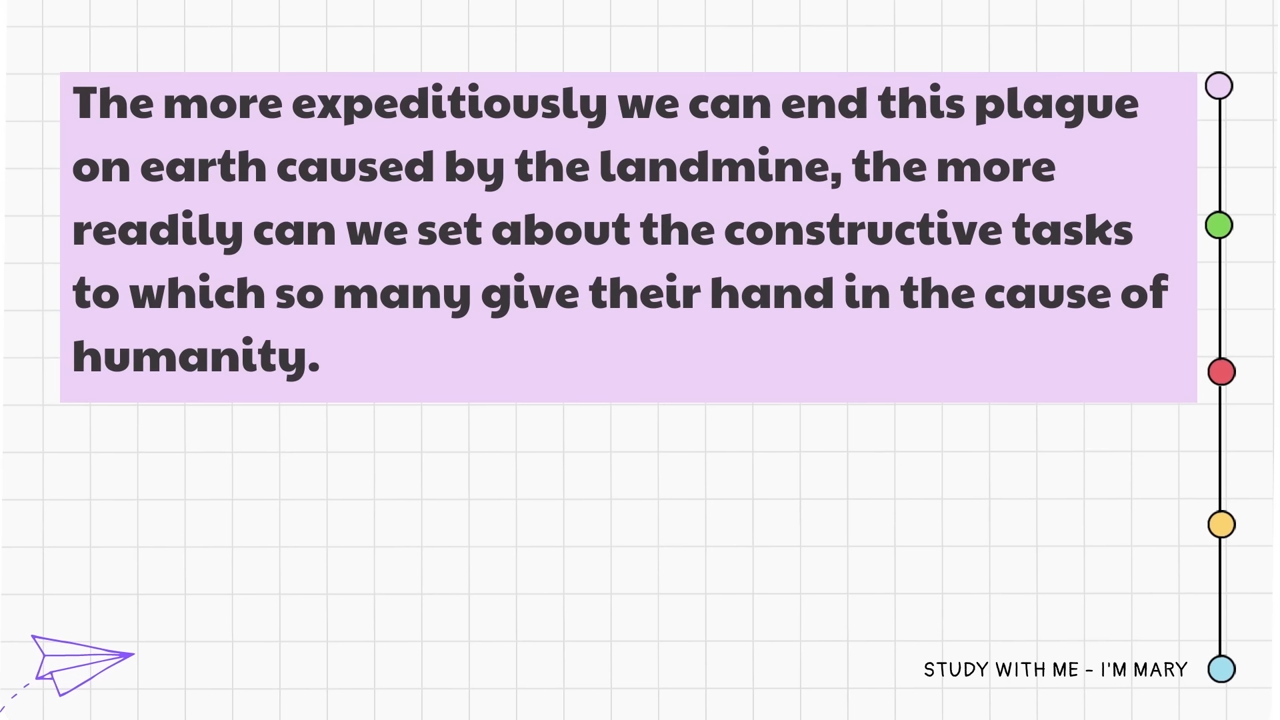 The more expeditiously we can end this plague
on earth caused by the landmine, the more
readily can we set about the constructive tasks
to which so many give their hand in the cause of
humanity.
STUDY WITH ME - I'M MARY